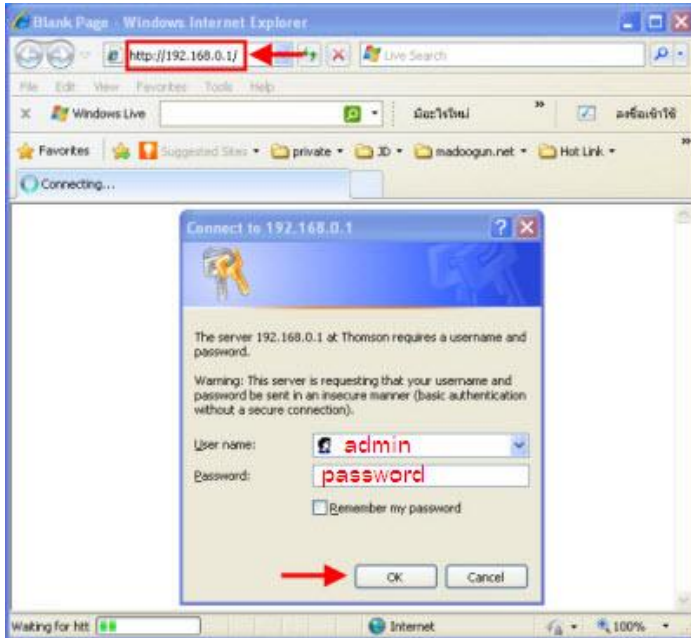 Blank Page - Windows Internet Explorer
http://192.168.0.1/
Live Search
File Edit View Favorites Tools Help
X Windows Live มีอะไรใหม่ » ลงชื่อเข้าใช้
Favorites Suggested Sites private JD madoogun.net Hot Link »
Connecting...
Connect to 192.168.0.1
The server 192.168.0.1 at Thomson requires a username and
password.
Warning: This server is requesting that your username and
password be sent in an insecure manner (basic authentication
without a secure connection).
User name: admin
Password: password
Remember my password
OK Cancel
Waiting for htt Internet 100%